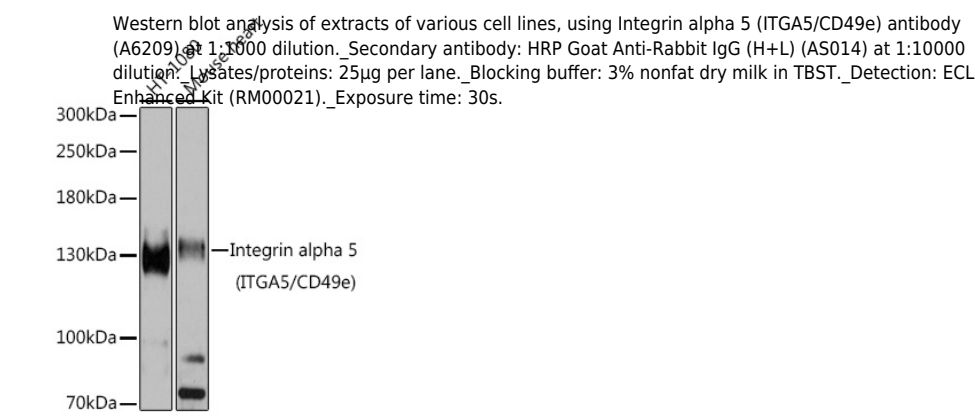 Western blot analysis of extracts of various cell lines, using Integrin alpha 5 (ITGA5/CD49e) antibody
(A6209) at 1:1000 dilution._Secondary antibody: HRP Goat Anti-Rabbit IgG (H+L) (AS014) at 1:10000
dilution._Lysates/proteins: 25μg per lane._Blocking buffer: 3% nonfat dry milk in TBST._Detection: ECL
Enhanced Kit (RM00021)._Exposure time: 30s.
HT-1080
Mouse heart
300kDa
250kDa
180kDa
130kDa
100kDa
70kDa
Integrin alpha 5
(ITGA5/CD49e)